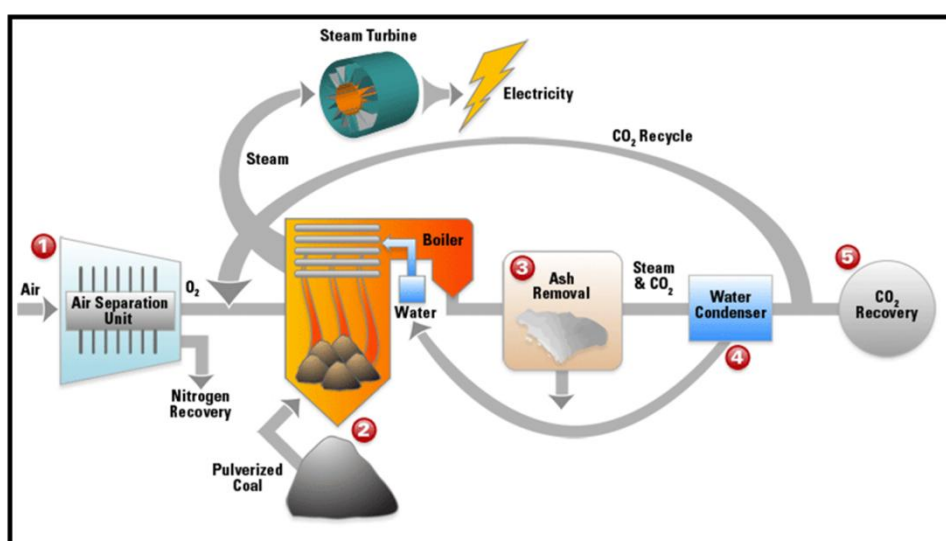 Steam Turbine
Electricity
CO₂ Recycle
Steam
1
Air
Air Separation
Unit
O₂
Nitrogen
Recovery
Boiler
Water
2
Pulverized
Coal
3
Ash
Removal
Steam
& CO₂
Water
Condenser
4
5
CO₂
Recovery